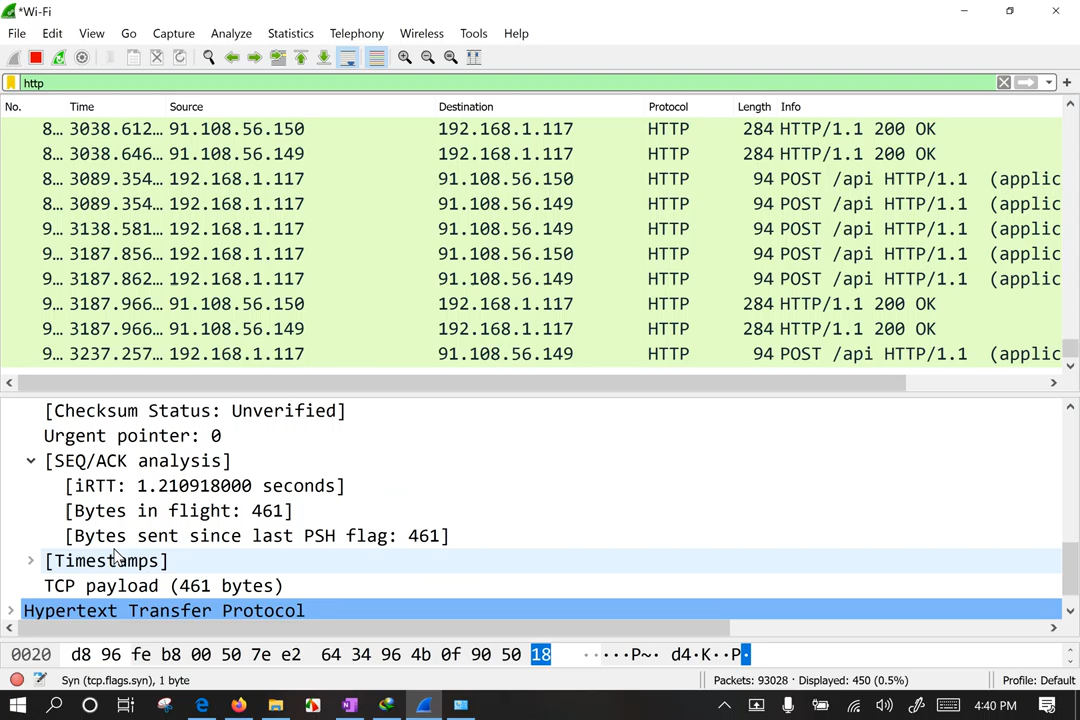 *Wi-Fi
File Edit View Go Capture Analyze Statistics Telephony Wireless Tools Help
http
No. Time Source Destination Protocol Length Info
8… 3038.612… 91.108.56.150 192.168.1.117 HTTP 284 HTTP/1.1 200 OK
8… 3038.646… 91.108.56.149 192.168.1.117 HTTP 284 HTTP/1.1 200 OK
8… 3089.354… 192.168.1.117 91.108.56.150 HTTP 94 POST /api HTTP/1.1 (applic
8… 3089.354… 192.168.1.117 91.108.56.149 HTTP 94 POST /api HTTP/1.1 (applic
9… 3138.581… 192.168.1.117 91.108.56.149 HTTP 94 POST /api HTTP/1.1 (applic
9… 3187.856… 192.168.1.117 91.108.56.150 HTTP 94 POST /api HTTP/1.1 (applic
9… 3187.862… 192.168.1.117 91.108.56.149 HTTP 94 POST /api HTTP/1.1 (applic
9… 3187.966… 91.108.56.150 192.168.1.117 HTTP 284 HTTP/1.1 200 OK
9… 3187.966… 91.108.56.149 192.168.1.117 HTTP 284 HTTP/1.1 200 OK
9… 3237.257… 192.168.1.117 91.108.56.149 HTTP 94 POST /api HTTP/1.1 (applic
[Checksum Status: Unverified]
Urgent pointer: 0
[SEQ/ACK analysis]
[iRTT: 1.210918000 seconds]
[Bytes in flight: 461]
[Bytes sent since last PSH flag: 461]
[Timestamps]
TCP payload (461 bytes)
Hypertext Transfer Protocol
0020 d8 96 fe b8 00 50 7e e2 64 34 96 4b 0f 90 50 18 ·····P~· d4·K··P·
Syn (tcp.flags.syn), 1 byte Packets: 93028 · Displayed: 450 (0.5%) Profile: Default
4:40 PM